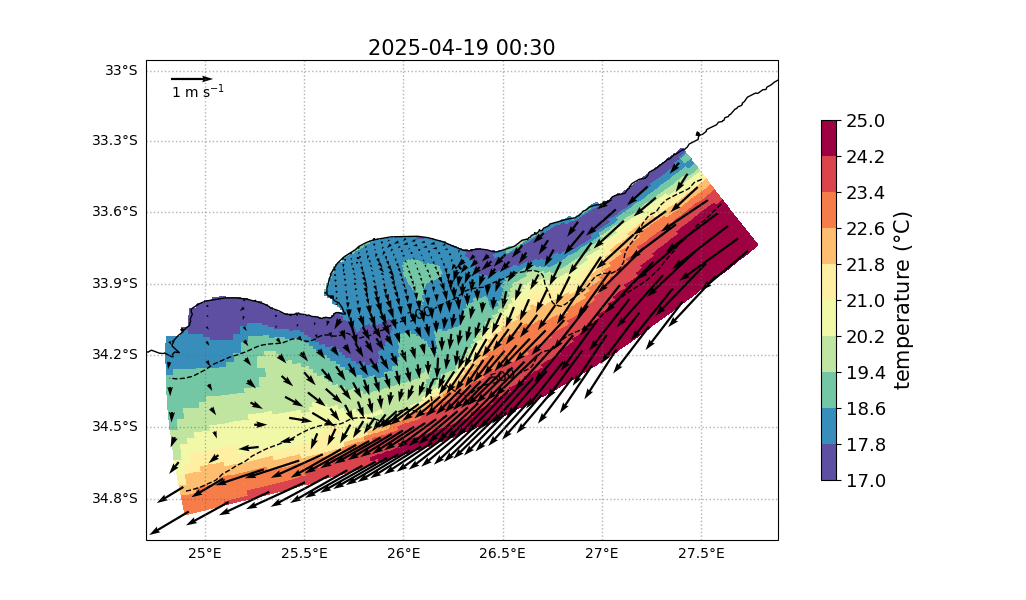 2025-04-19 00:30
1 m s⁻¹
33°S
33.3°S
33.6°S
33.9°S
34.2°S
34.5°S
34.8°S
25°E
25.5°E
26°E
26.5°E
27°E
27.5°E
500
25.0
24.2
23.4
22.6
21.8
21.0
20.2
19.4
18.6
17.8
17.0
temperature (°C)